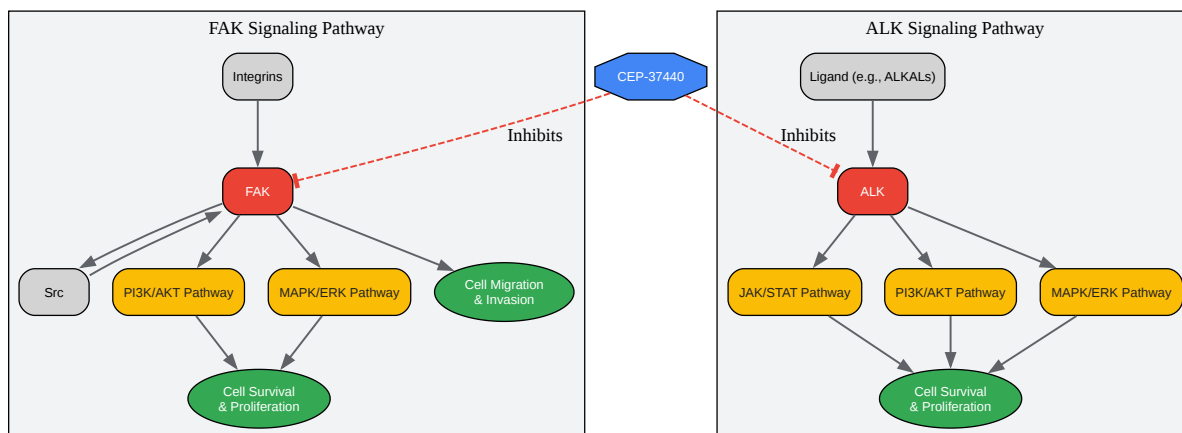 FAK Signaling Pathway
ALK Signaling Pathway
Integrins
CEP-37440
Ligand (e.g., ALKALs)
Inhibits
Inhibits
FAK
ALK
Src
PI3K/AKT Pathway
MAPK/ERK Pathway
Cell Migration
& Invasion
JAK/STAT Pathway
PI3K/AKT Pathway
MAPK/ERK Pathway
Cell Survival
& Proliferation
Cell Survival
& Proliferation